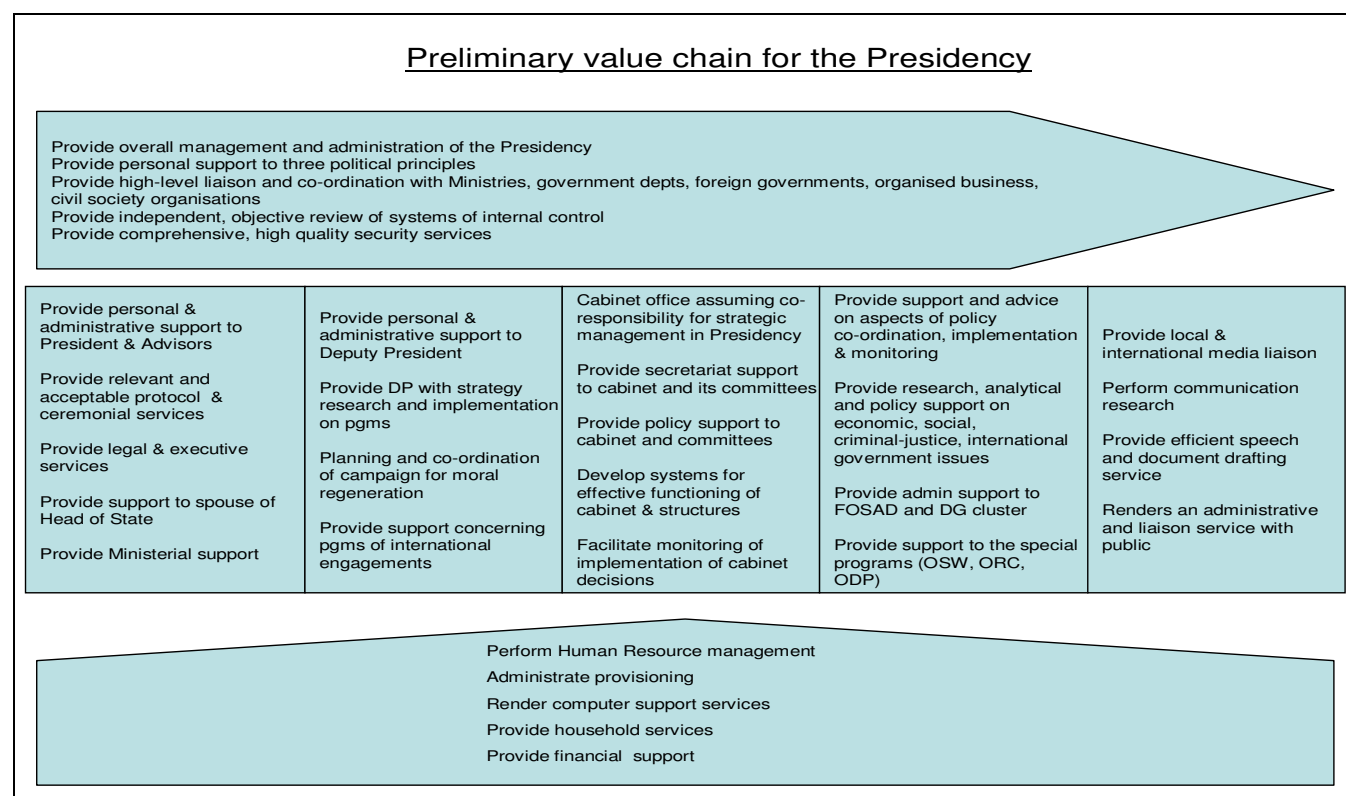 Preliminary value chain for the Presidency
Provide overall management and administration of the Presidency
Provide personal support to three political principles
Provide high-level liaison and co-ordination with Ministries, government depts, foreign governments, organised business,
civil society organisations
Provide independent, objective review of systems of internal control
Provide comprehensive, high quality security services
Provide personal &
administrative support to
President & Advisors
Provide relevant and
acceptable protocol &
ceremonial services
Provide legal & executive
services
Provide support to spouse of
Head of State
Provide Ministerial support
Provide personal &
administrative support to
Deputy President
Provide DP with strategy
research and implementation
on pgms
Planning and co-ordination
of campaign for moral
regeneration
Provide support concerning
pgms of international
engagements
Cabinet office assuming co-
responsibility for strategic
management in Presidency
Provide secretariat support
to cabinet and its committees
Provide policy support to
cabinet and committees
Develop systems for
effective functioning of
cabinet & structures
Facilitate monitoring of
implementation of cabinet
decisions
Provide support and advice
on aspects of policy
co-ordination, implementation
& monitoring
Provide research, analytical
and policy support on
economic, social,
criminal-justice, international
government issues
Provide admin support to
FOSAD and DG cluster
Provide support to the special
programs (OSW, ORC,
ODP)
Provide local &
international media liaison
Perform communication
research
Provide efficient speech
and document drafting
service
Renders an administrative
and liaison service with
public
Perform Human Resource management
Administrate provisioning
Render computer support services
Provide household services
Provide financial support